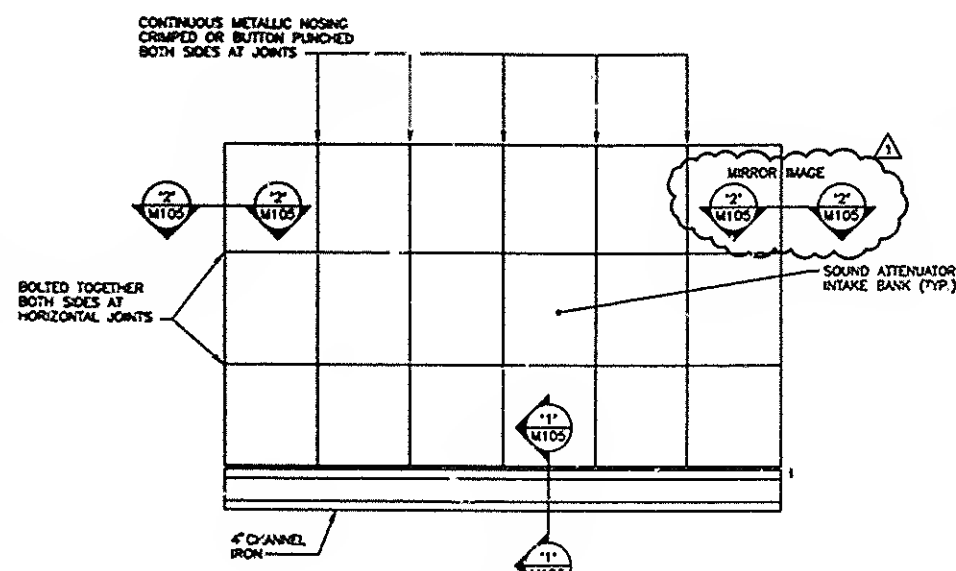 CONTINUOUS METALLIC NOSING
CRIMPED OR BUTTON PUNCHED
BOTH SIDES AT JOINTS
1
MIRROR IMAGE
"2"
M105
"2"
M105
"2"
M105
"2"
M105
SOUND ATTENUATOR
INTAKE BANK (TYP.)
BOLTED TOGETHER
BOTH SIDES AT
HORIZONTAL JOINTS
"1"
M105
4" CHANNEL
IRON
"1"